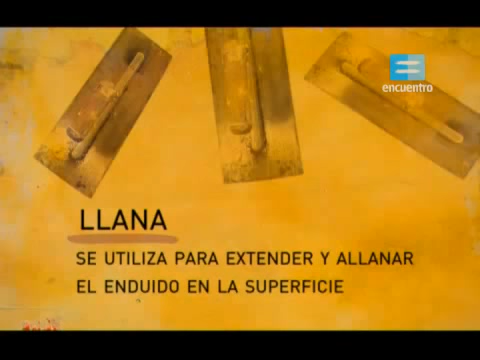 encuentro
LLANA
SE UTILIZA PARA EXTENDER Y ALLANAR
EL ENDUIDO EN LA SUPERFICIE